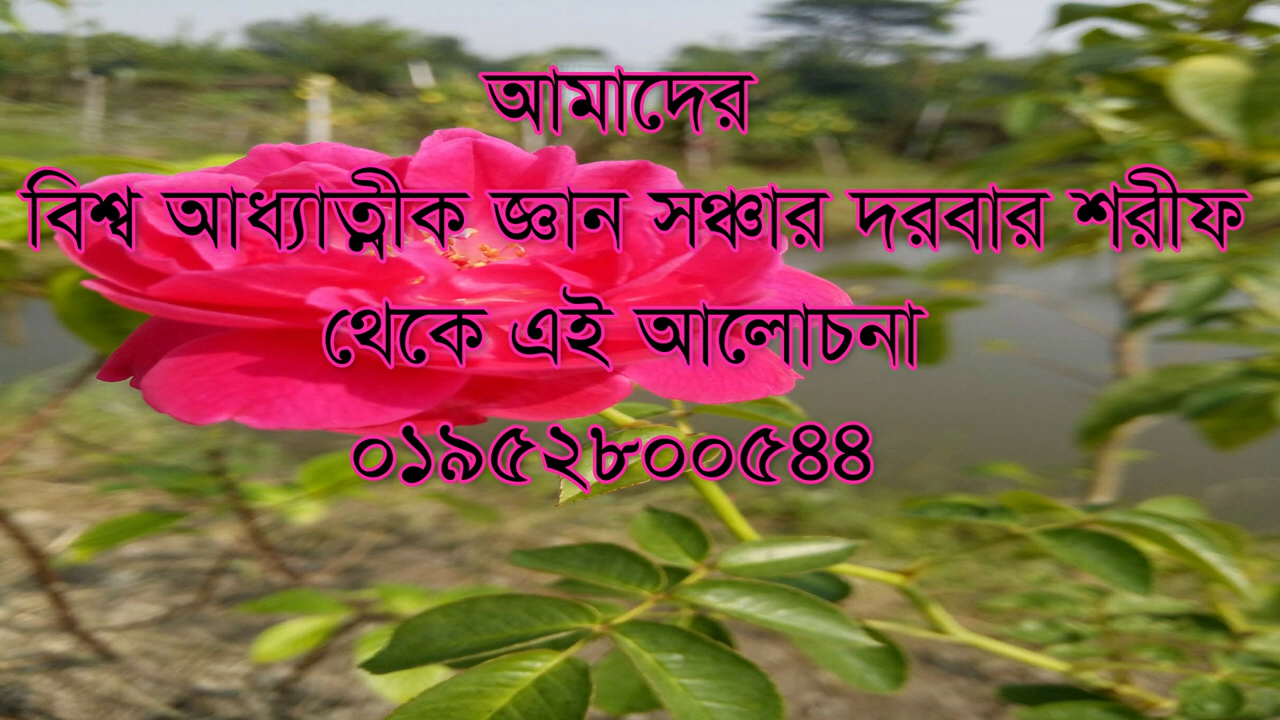 আমাদের
বিশ্ব আধ্যাত্নীক জ্ঞান সঞ্চার দরবার শরীফ
থেকে এই আলোচনা
০১৯৫২৮০০৫৪৪